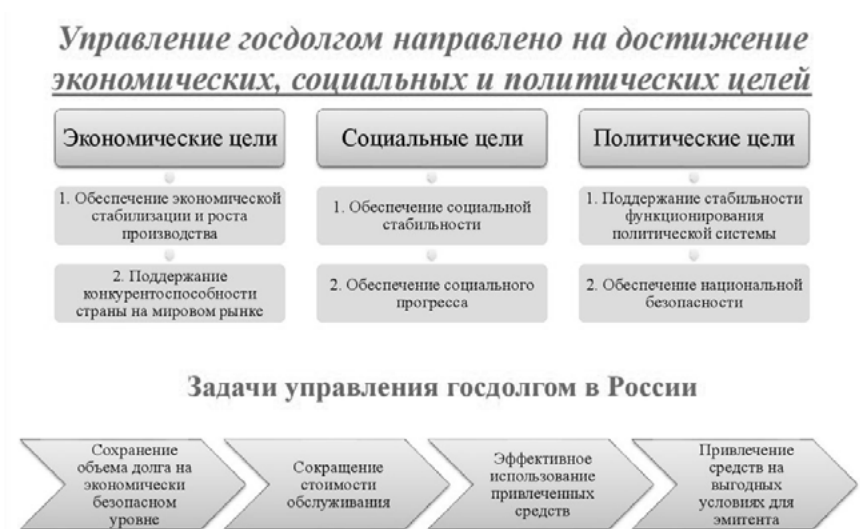 Управление госдолгом направлено на достижение
экономических, социальных и политических целей
Экономические цели
1. Обеспечение экономической
стабилизации и роста
производства
2. Поддержание
конкурентоспособности
страны на мировом рынке
Социальные цели
1. Обеспечение социальной
стабильности
2. Обеспечение социального
прогресса
Политические цели
1. Поддержание стабильности
функционирования
политической системы
2. Обеспечение национальной
безопасности
Задачи управления госдолгом в России
Сохранение
объема долга на
экономически
безопасном
уровне
Сокращение
стоимости
обслуживания
Эффективное
использование
привлеченных
средств
Привлечение
средств на
выгодных
условиях для
эмитента